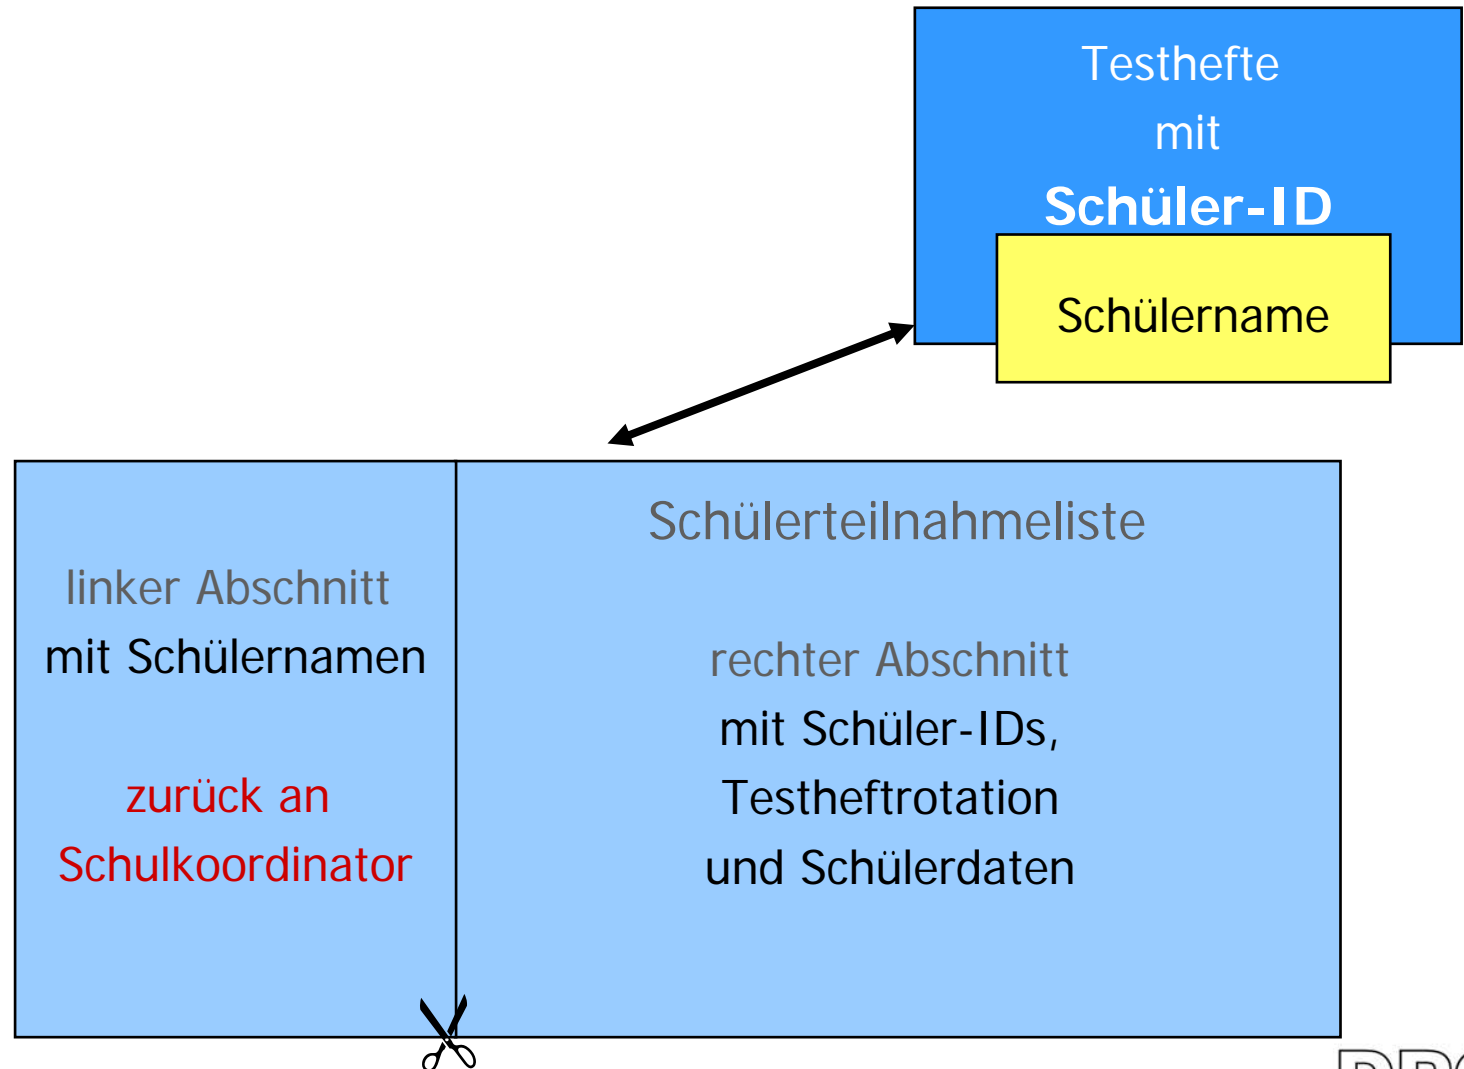 Testhefte
mit
Schüler-ID
Schülername
Schülerteilnahmeliste
linker Abschnitt
mit Schülernamen
zurück an
Schulkoordinator
rechter Abschnitt
mit Schüler-IDs,
Testheftrotation
und Schülerdaten